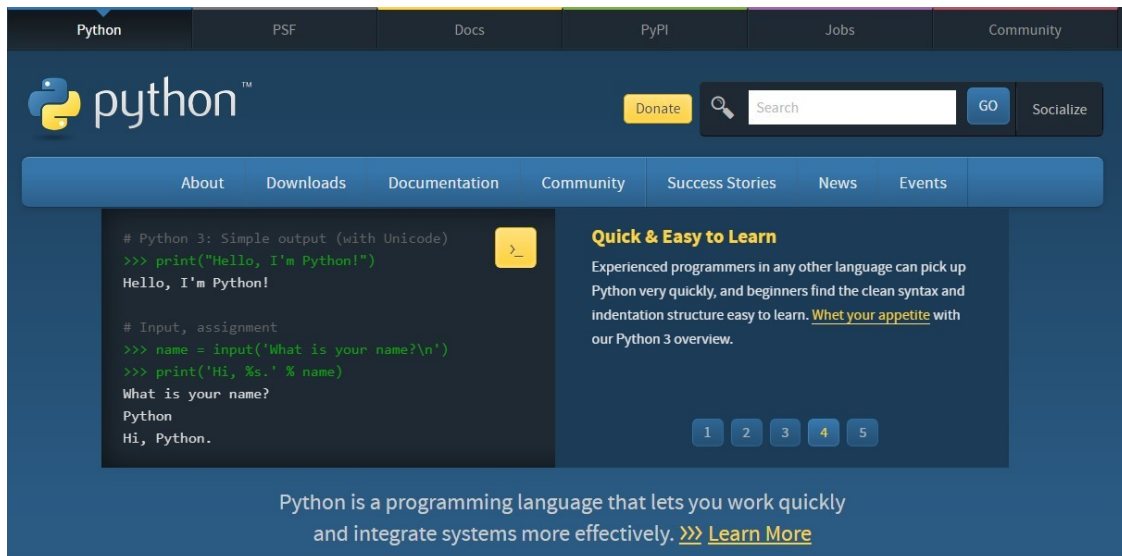 Python PSF Docs PyPI Jobs Community
python™
Donate Search GO Socialize
About Downloads Documentation Community Success Stories News Events
# Python 3: Simple output (with Unicode)
>>> print("Hello, I'm Python!")
Hello, I'm Python!
# Input, assignment
>>> name = input('What is your name?\n')
>>> print('Hi, %s.' % name)
What is your name?
Python
Hi, Python.
>_
Quick & Easy to Learn
Experienced programmers in any other language can pick up
Python very quickly, and beginners find the clean syntax and
indentation structure easy to learn. Whet your appetite with
our Python 3 overview.
1 2 3 4 5
Python is a programming language that lets you work quickly
and integrate systems more effectively. >>> Learn More